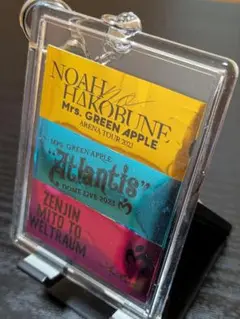 NOAH no
HAKOBUNE
Mrs. GREEN APPLE
ARENA TOUR 2023
MRS. GREEN APPLE
"Atlantis"
DOME LIVE 2023
ZENJIN
MITO TO
WELTRAUM